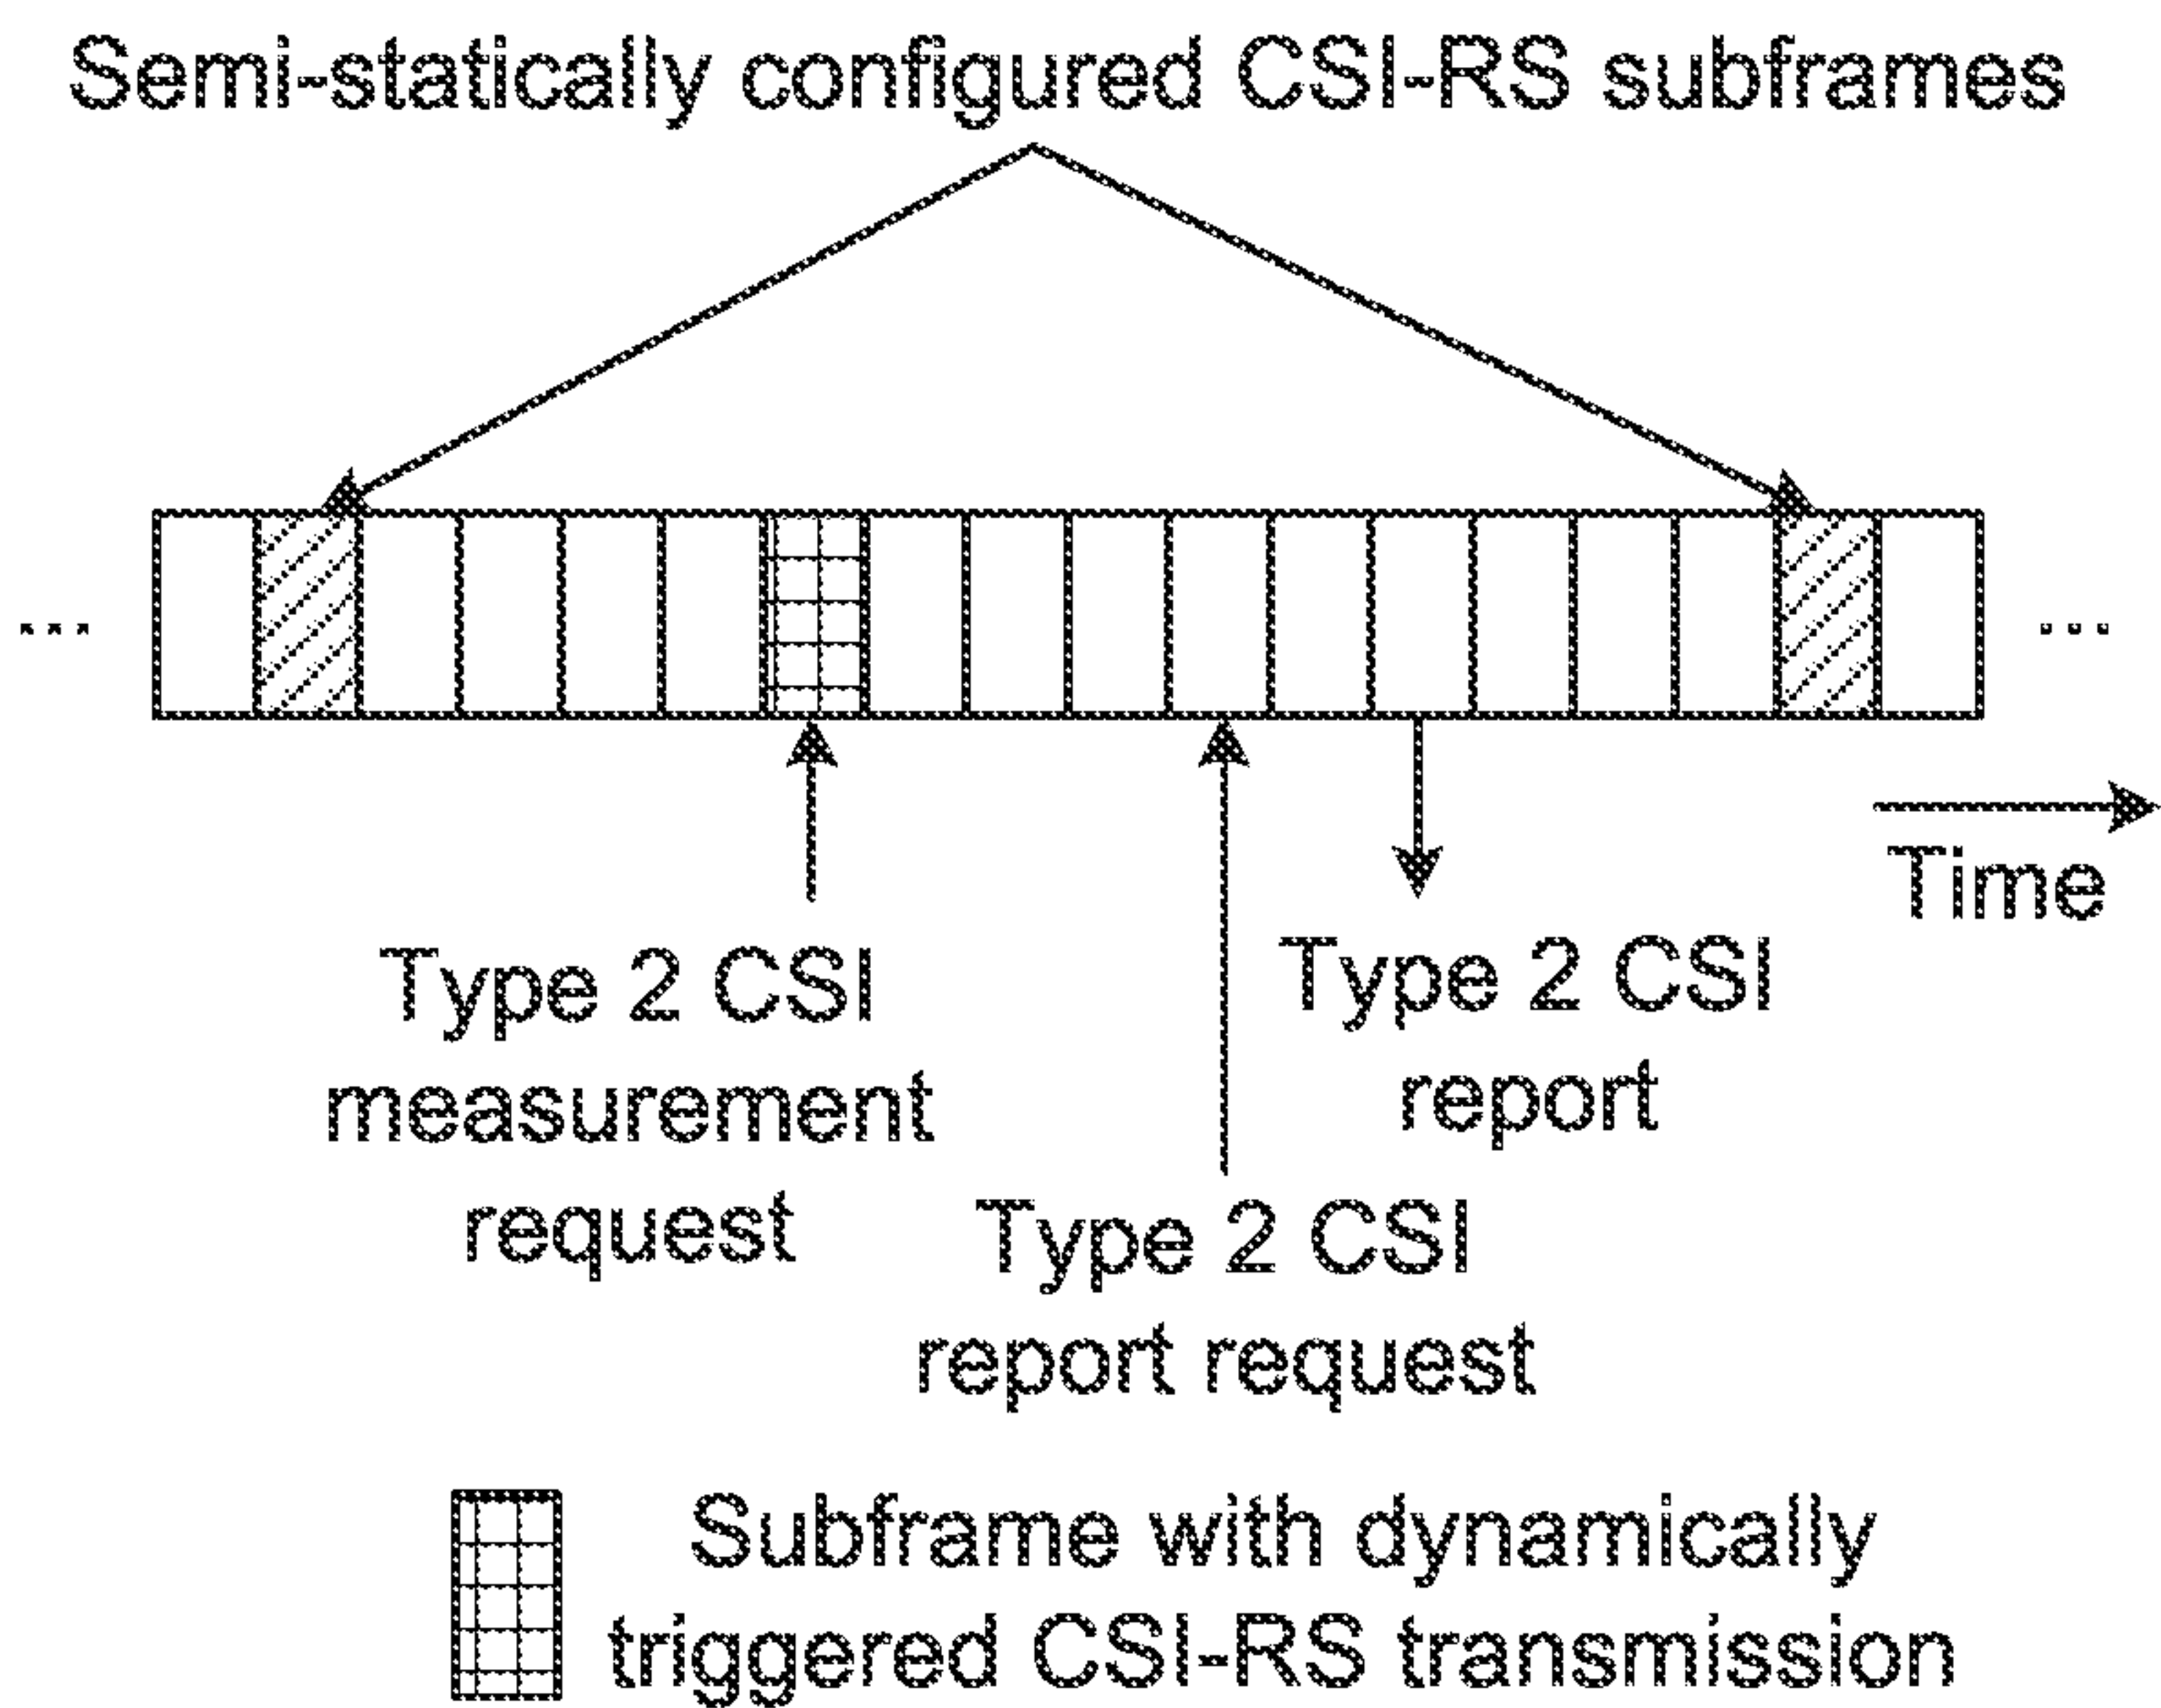 Semi-statically configured CSI-RS subframes
...
...
Time
Type 2 CSI
measurement
request
Type 2 CSI
report
Type 2 CSI
report request
Subframe with dynamically
triggered CSI-RS transmission